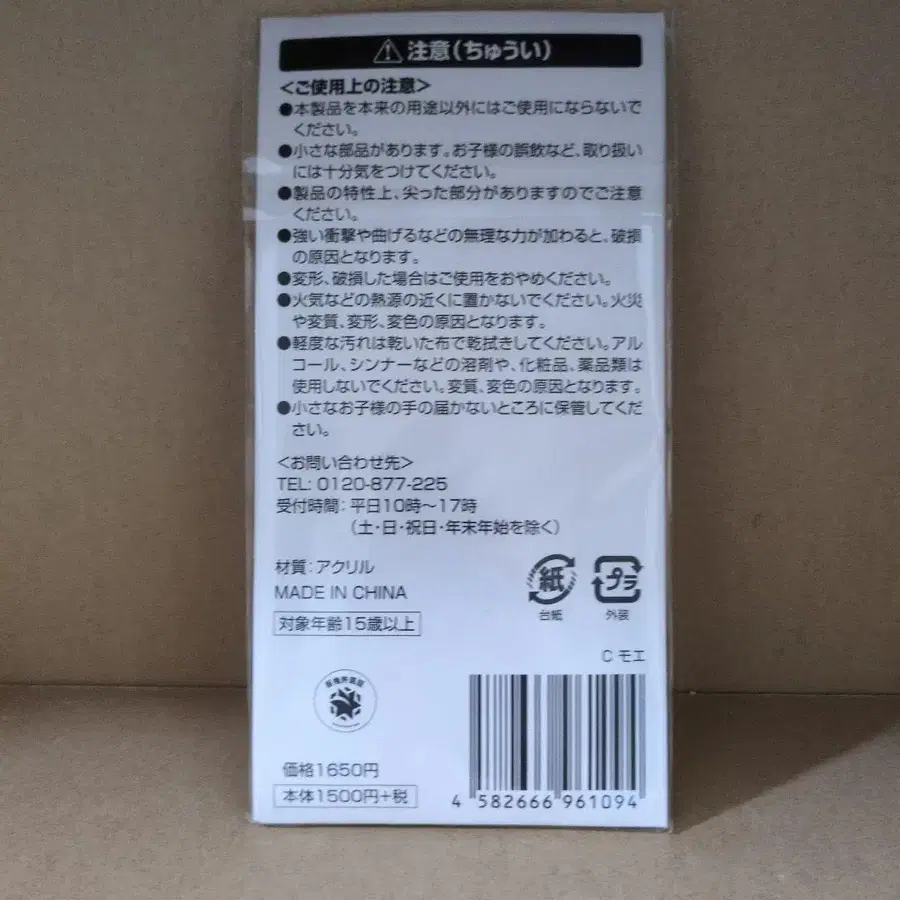 ⚠ 注意(ちゅうい)
<ご使用上の注意>
●本製品を本来の用途以外にはご使用にならないで
ください。
●小さな部品があります。お子様の誤飲など、取り扱い
には十分気をつけてください。
●製品の特性上、尖った部分がありますのでご注意
ください。
●強い衝撃や曲げるなどの無理な力が加わると、破損
の原因となります。
●変形、破損した場合はご使用をおやめください。
●火気などの熱源の近くに置かないでください。火災
や変質、変形、変色の原因となります。
●軽度な汚れは乾いた布で乾拭きしてください。アル
コール、シンナーなどの溶剤や、化粧品、薬品類は
使用しないでください。変質、変色の原因となります。
●小さなお子様の手の届かないところに保管してくだ
さい。
<お問い合わせ先>
TEL: 0120-877-225
受付時間: 平日10時～17時
(土・日・祝日・年末年始を除く)
材質: アクリル
MADE IN CHINA
対象年齢15歳以上
紙
台紙
プラ
外装
C モエ
版権許諾証
価格1650円
本体1500円+税
4 582666 961094